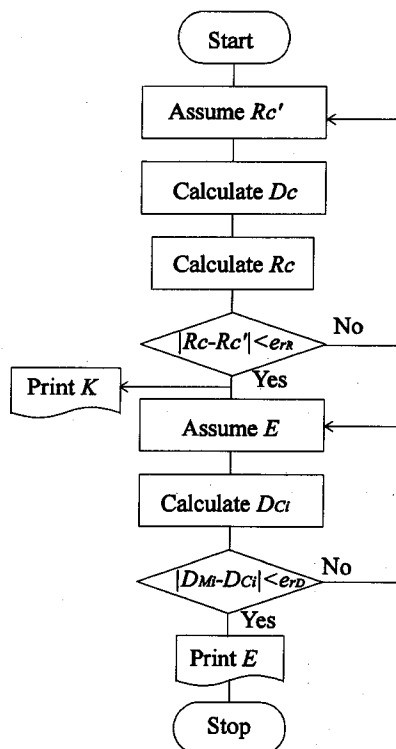 Start
Assume Rc'
Calculate Dc
Calculate Rc
|Rc-Rc'|<erR
No
Yes
Print K
Assume E
Calculate DCi
|DMi-DCi|<erD
No
Yes
Print E
Stop